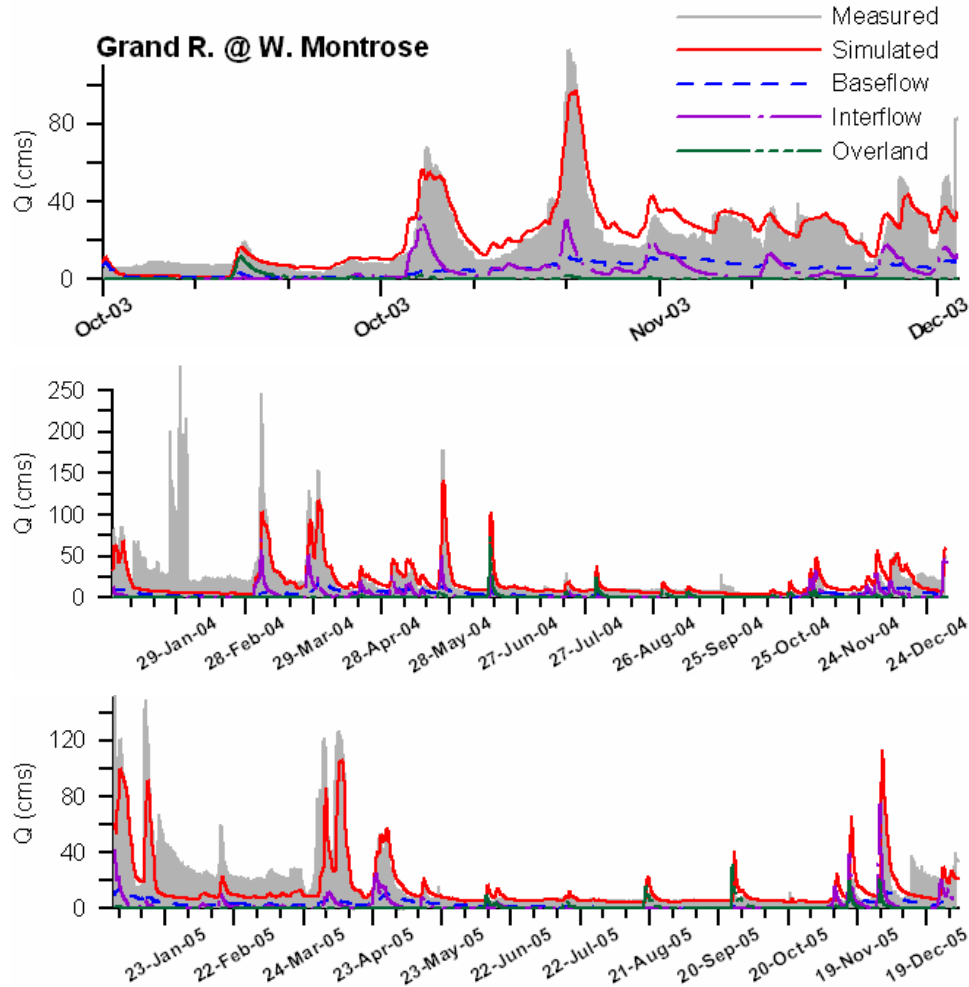 Grand R. @ W. Montrose
Measured
Simulated
Baseflow
Interflow
Overland
Q (cms)
80
40
0
Oct-03
Oct-03
Nov-03
Dec-03
Q (cms)
250
200
150
100
50
0
29-Jan-04
28-Feb-04
29-Mar-04
28-Apr-04
28-May-04
27-Jun-04
27-Jul-04
26-Aug-04
25-Sep-04
25-Oct-04
24-Nov-04
24-Dec-04
Q (cms)
120
80
40
0
23-Jan-05
22-Feb-05
24-Mar-05
23-Apr-05
23-May-05
22-Jun-05
22-Jul-05
21-Aug-05
20-Sep-05
20-Oct-05
19-Nov-05
19-Dec-05